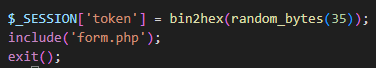 $_SESSION['token'] = bin2hex(random_bytes(35));
include('form.php');
exit();